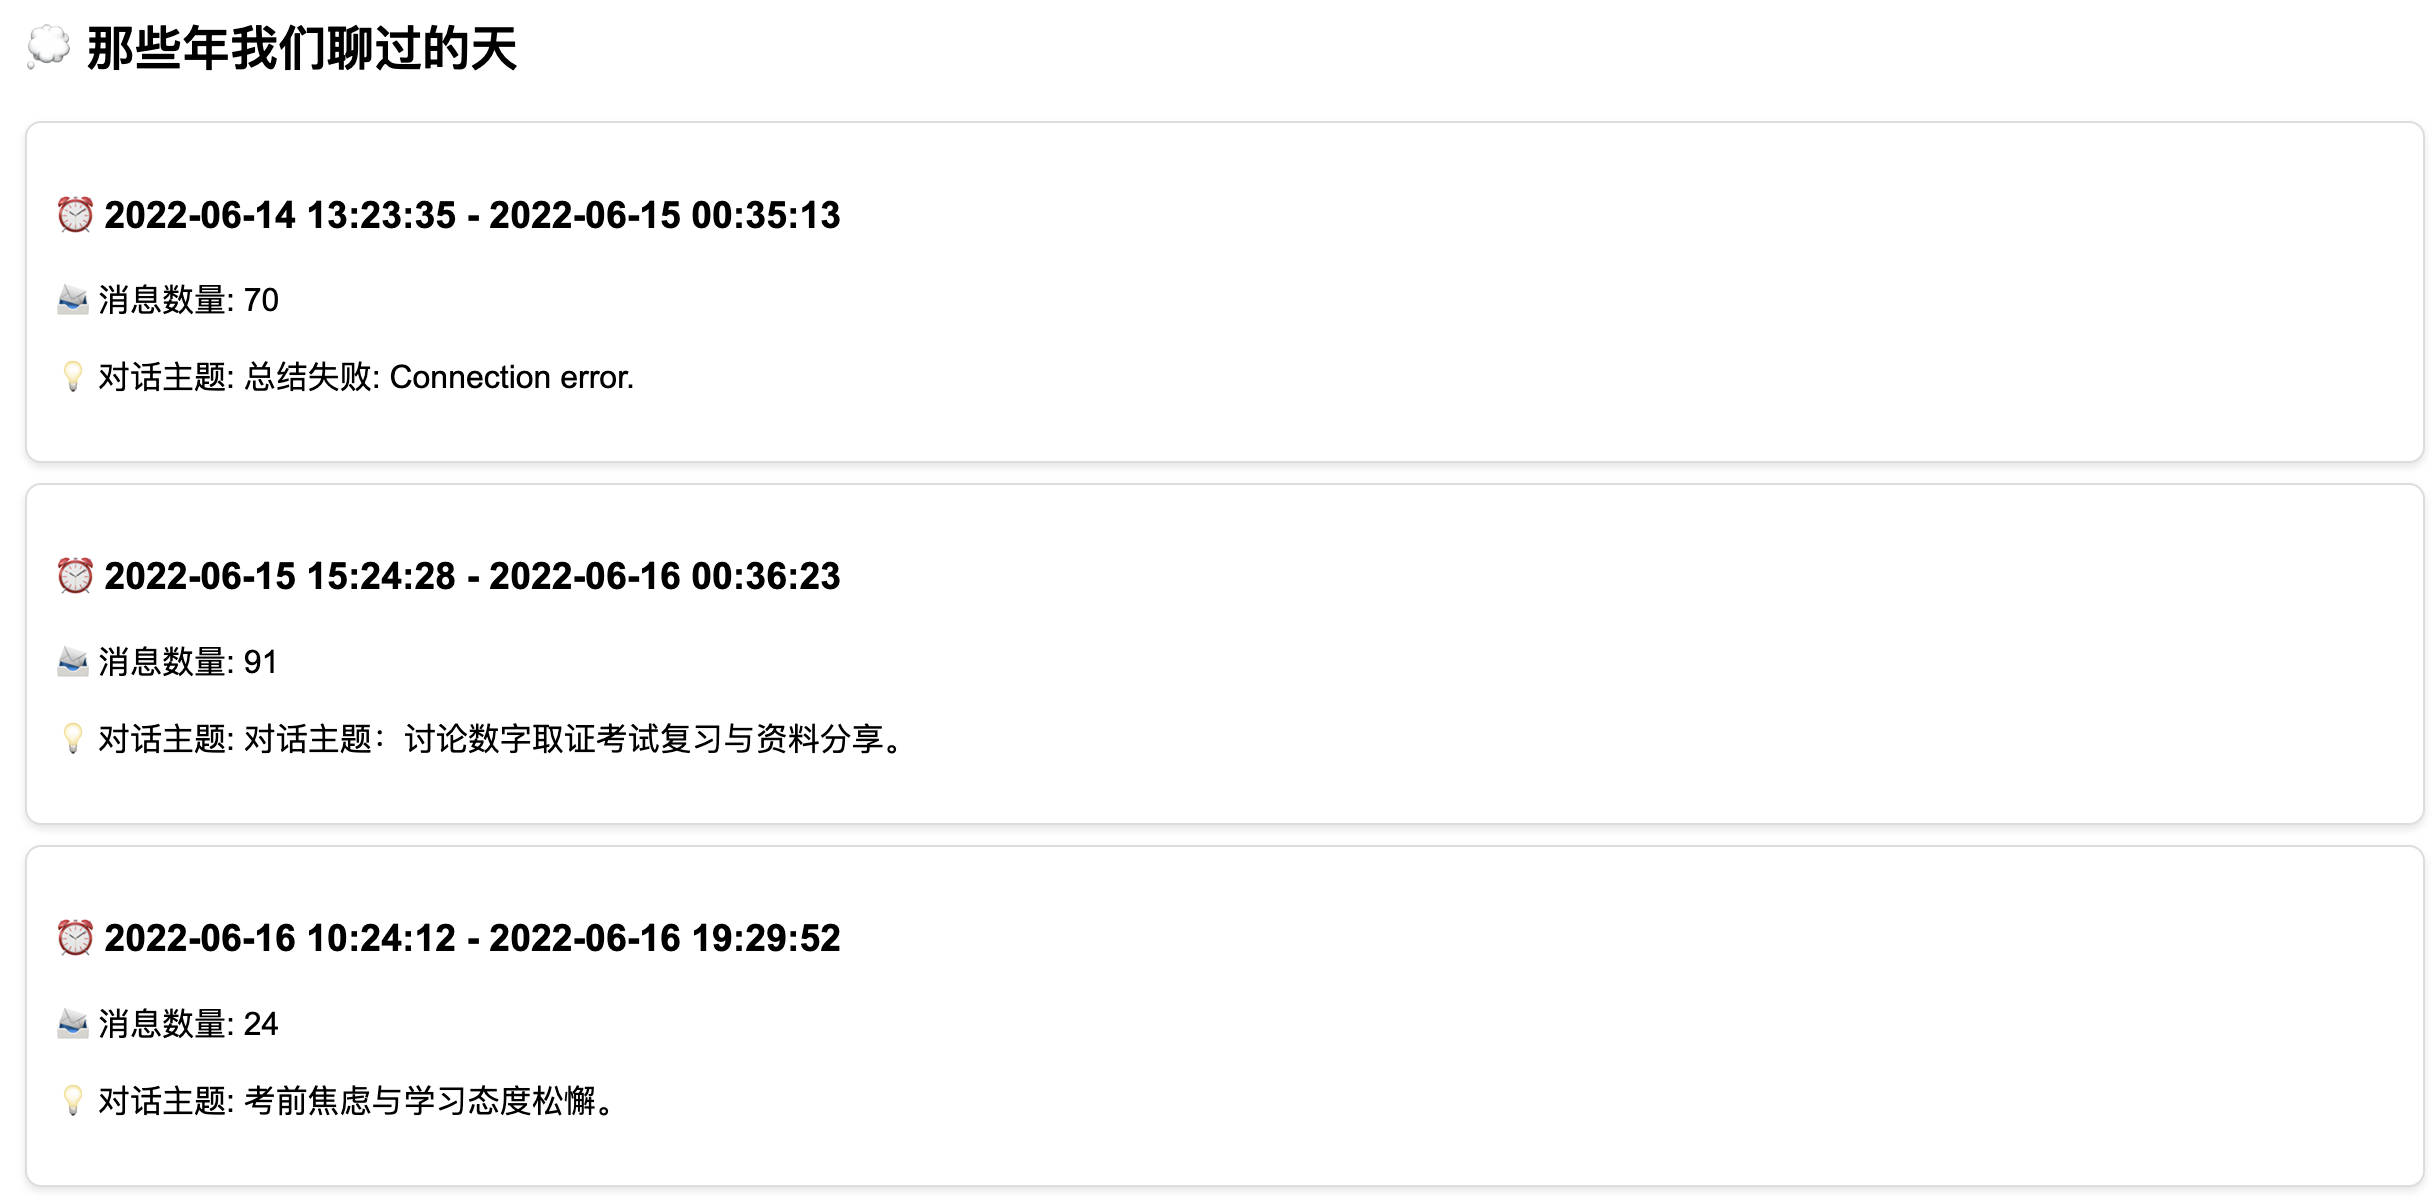 💭 那些年我们聊过的天
⏰ 2022-06-14 13:23:35 - 2022-06-15 00:35:13
📨 消息数量: 70
💡 对话主题: 总结失败: Connection error.
⏰ 2022-06-15 15:24:28 - 2022-06-16 00:36:23
📨 消息数量: 91
💡 对话主题: 对话主题：讨论数字取证考试复习与资料分享。
⏰ 2022-06-16 10:24:12 - 2022-06-16 19:29:52
📨 消息数量: 24
💡 对话主题: 考前焦虑与学习态度松懈。